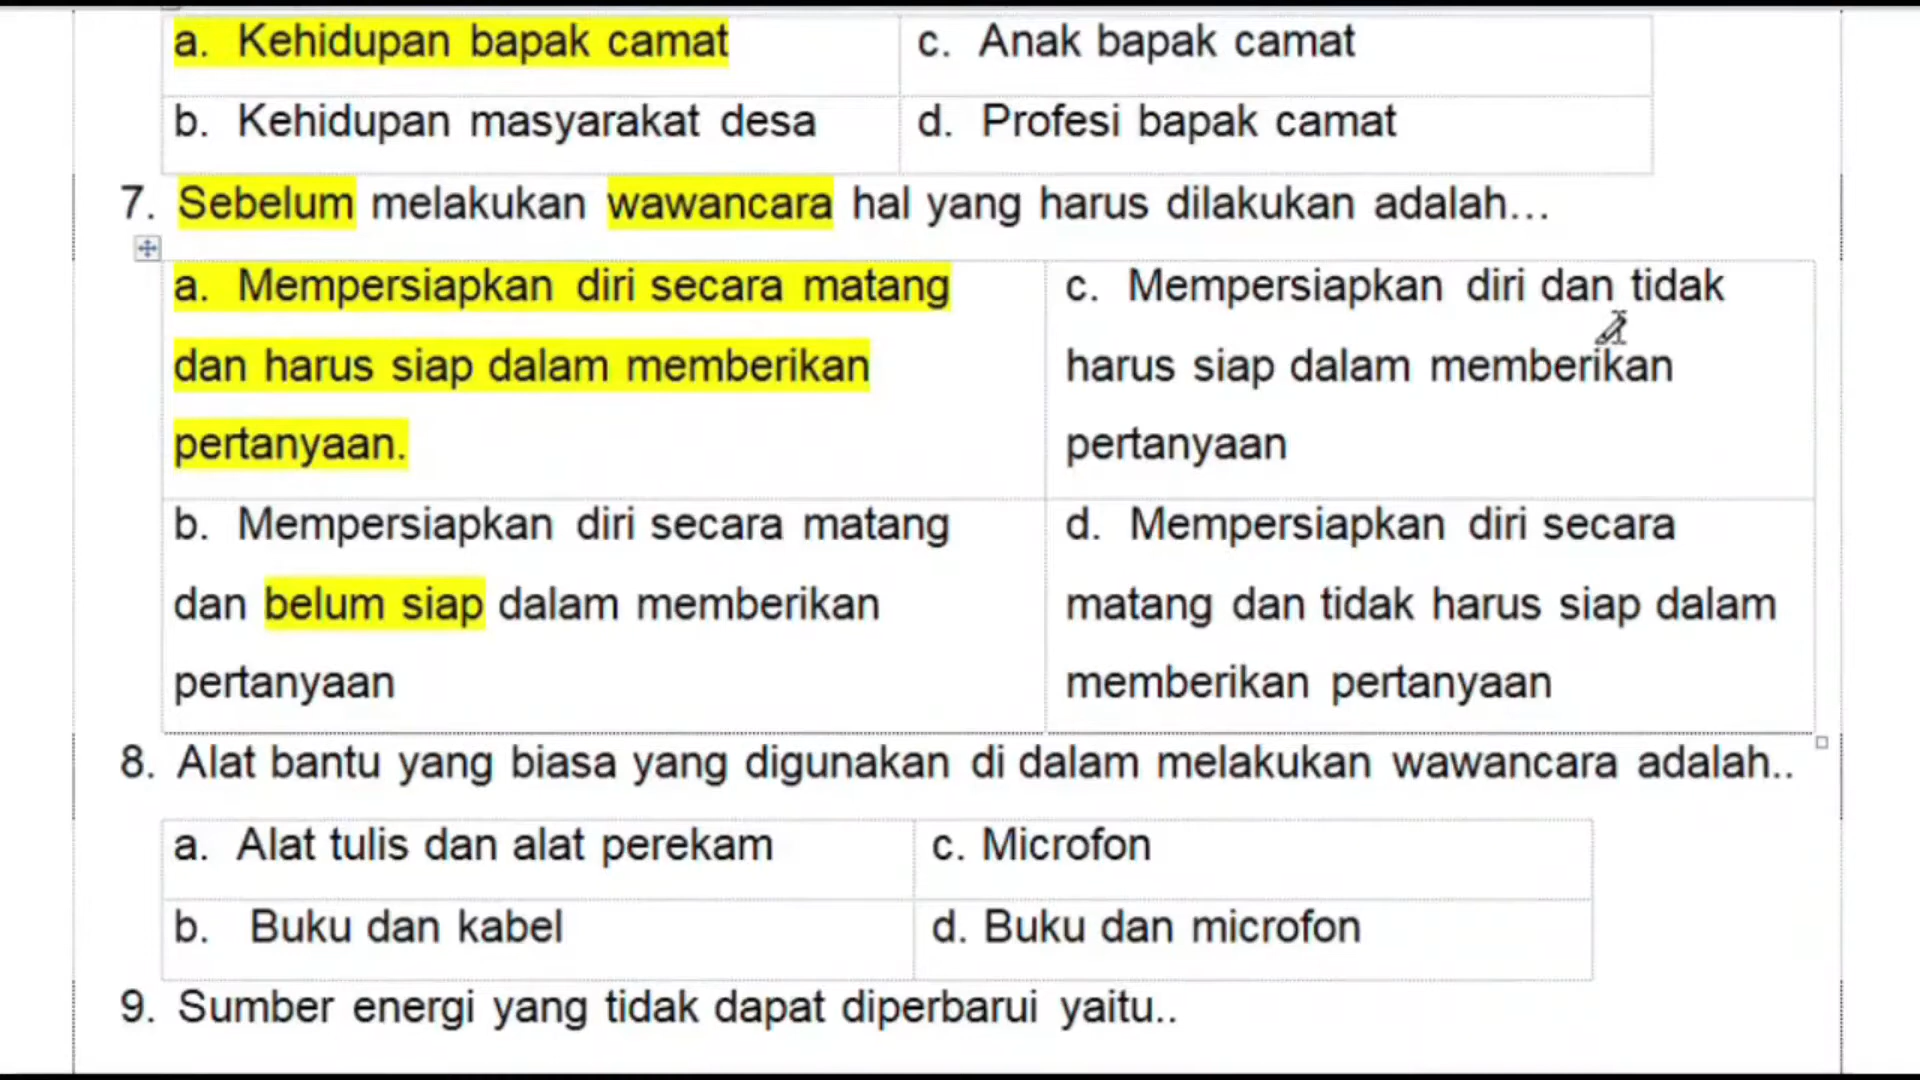 a. Kehidupan bapak camat
c. Anak bapak camat
b. Kehidupan masyarakat desa
d. Profesi bapak camat
7. Sebelum melakukan wawancara hal yang harus dilakukan adalah...
a. Mempersiapkan diri secara matang
dan harus siap dalam memberikan
pertanyaan.
c. Mempersiapkan diri dan tidak
harus siap dalam memberikan
pertanyaan
b. Mempersiapkan diri secara matang
dan belum siap dalam memberikan
pertanyaan
d. Mempersiapkan diri secara
matang dan tidak harus siap dalam
memberikan pertanyaan
8. Alat bantu yang biasa yang digunakan di dalam melakukan wawancara adalah..
a. Alat tulis dan alat perekam
c. Microfon
b. Buku dan kabel
d. Buku dan microfon
9. Sumber energi yang tidak dapat diperbarui yaitu..